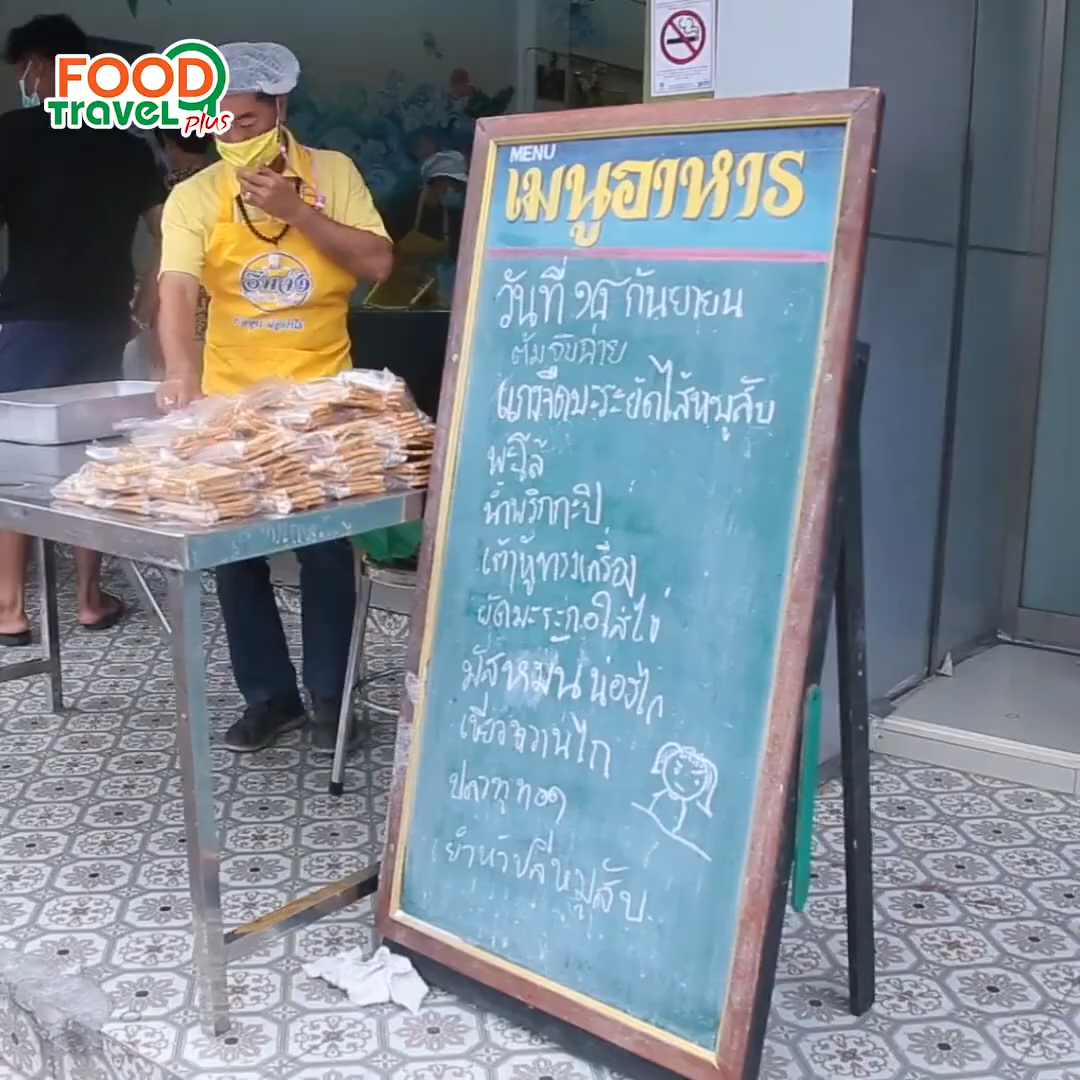 FOOD
Travel plus
MENU
เมนูอาหาร
วันที่ ๑๘ กันยายน
ต้มจับฉ่าย
แกงจืดมะระยัดไส้หมูสับ
พะโล้
น้ำพริกกะปิ
เต้าหู้ทรงเครื่อง
ผัดมะระกอใส่ไข่
มัสหมั่นน่องไก่
เขียวหวานไก่
ปลาทูทอด
ยำหัวปลีหมูสับ